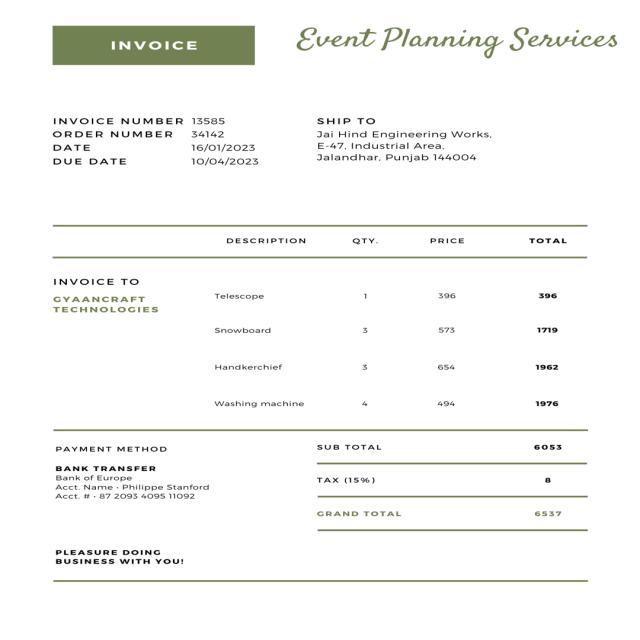 INVOICE
Event Planning Services
INVOICE NUMBER 13585
ORDER NUMBER 34142
DATE 16/01/2023
DUE DATE 10/04/2023
SHIP TO
Jai Hind Engineering Works,
E-47, Industrial Area,
Jalandhar, Punjab 144004
DESCRIPTION QTY. PRICE TOTAL
INVOICE TO
GYAANCRAFT
TECHNOLOGIES
Telescope 1 396 396
Snowboard 3 573 1719
Handkerchief 3 654 1962
Washing machine 4 494 1976
PAYMENT METHOD
BANK TRANSFER
Bank of Europe
Acct. Name - Philippe Stanford
Acct. # - 87 2093 4095 11092
SUB TOTAL 6053
TAX (15%) 8
GRAND TOTAL 6537
PLEASURE DOING
BUSINESS WITH YOU!